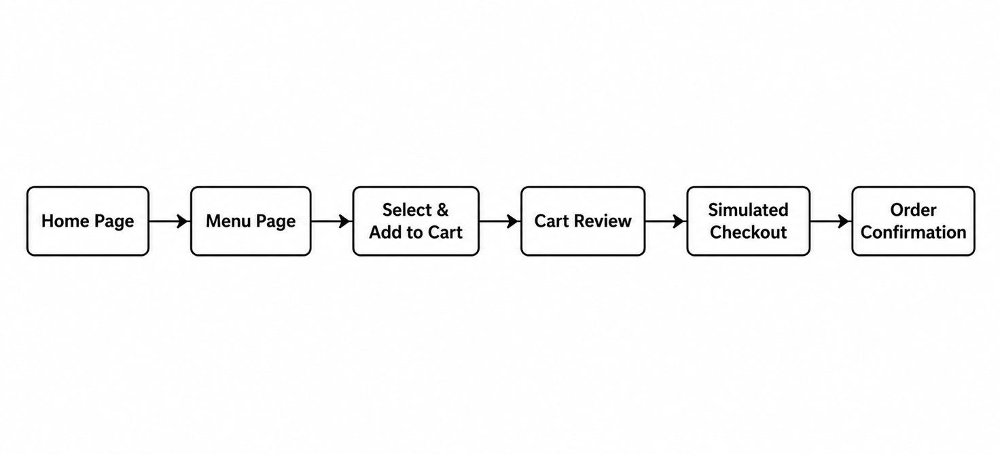 Home Page
Menu Page
Select &
Add to Cart
Cart Review
Simulated
Checkout
Order
Confirmation